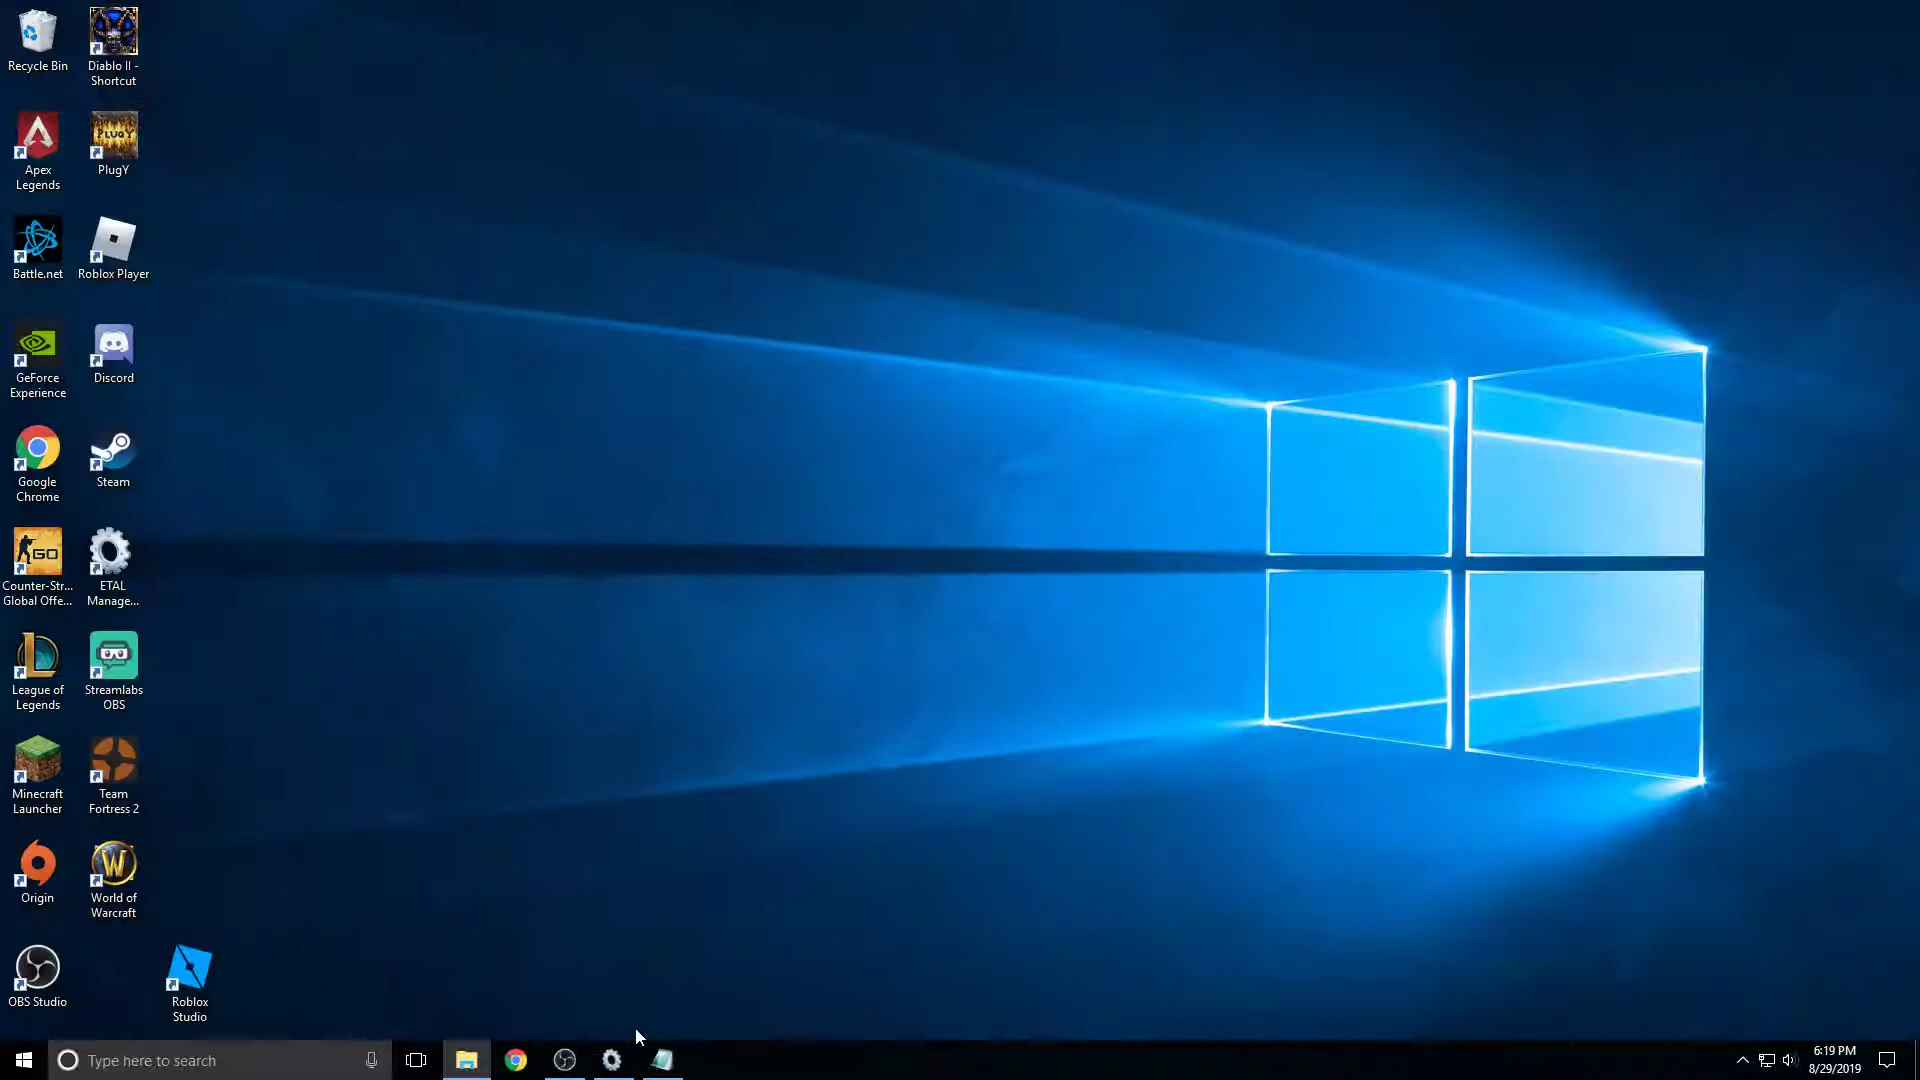 Recycle Bin
Diablo II -
Shortcut
Apex
Legends
PlugY
PLUGY
Battle.net
Roblox Player
GeForce
Experience
Discord
Google
Chrome
Steam
GO
Counter-Str...
Global Offe...
ETAL
Manage...
League of
Legends
Streamlabs
OBS
Minecraft
Launcher
Team
Fortress 2
Origin
World of
Warcraft
OBS Studio
Roblox
Studio
Type here to search
6:19 PM
8/29/2019